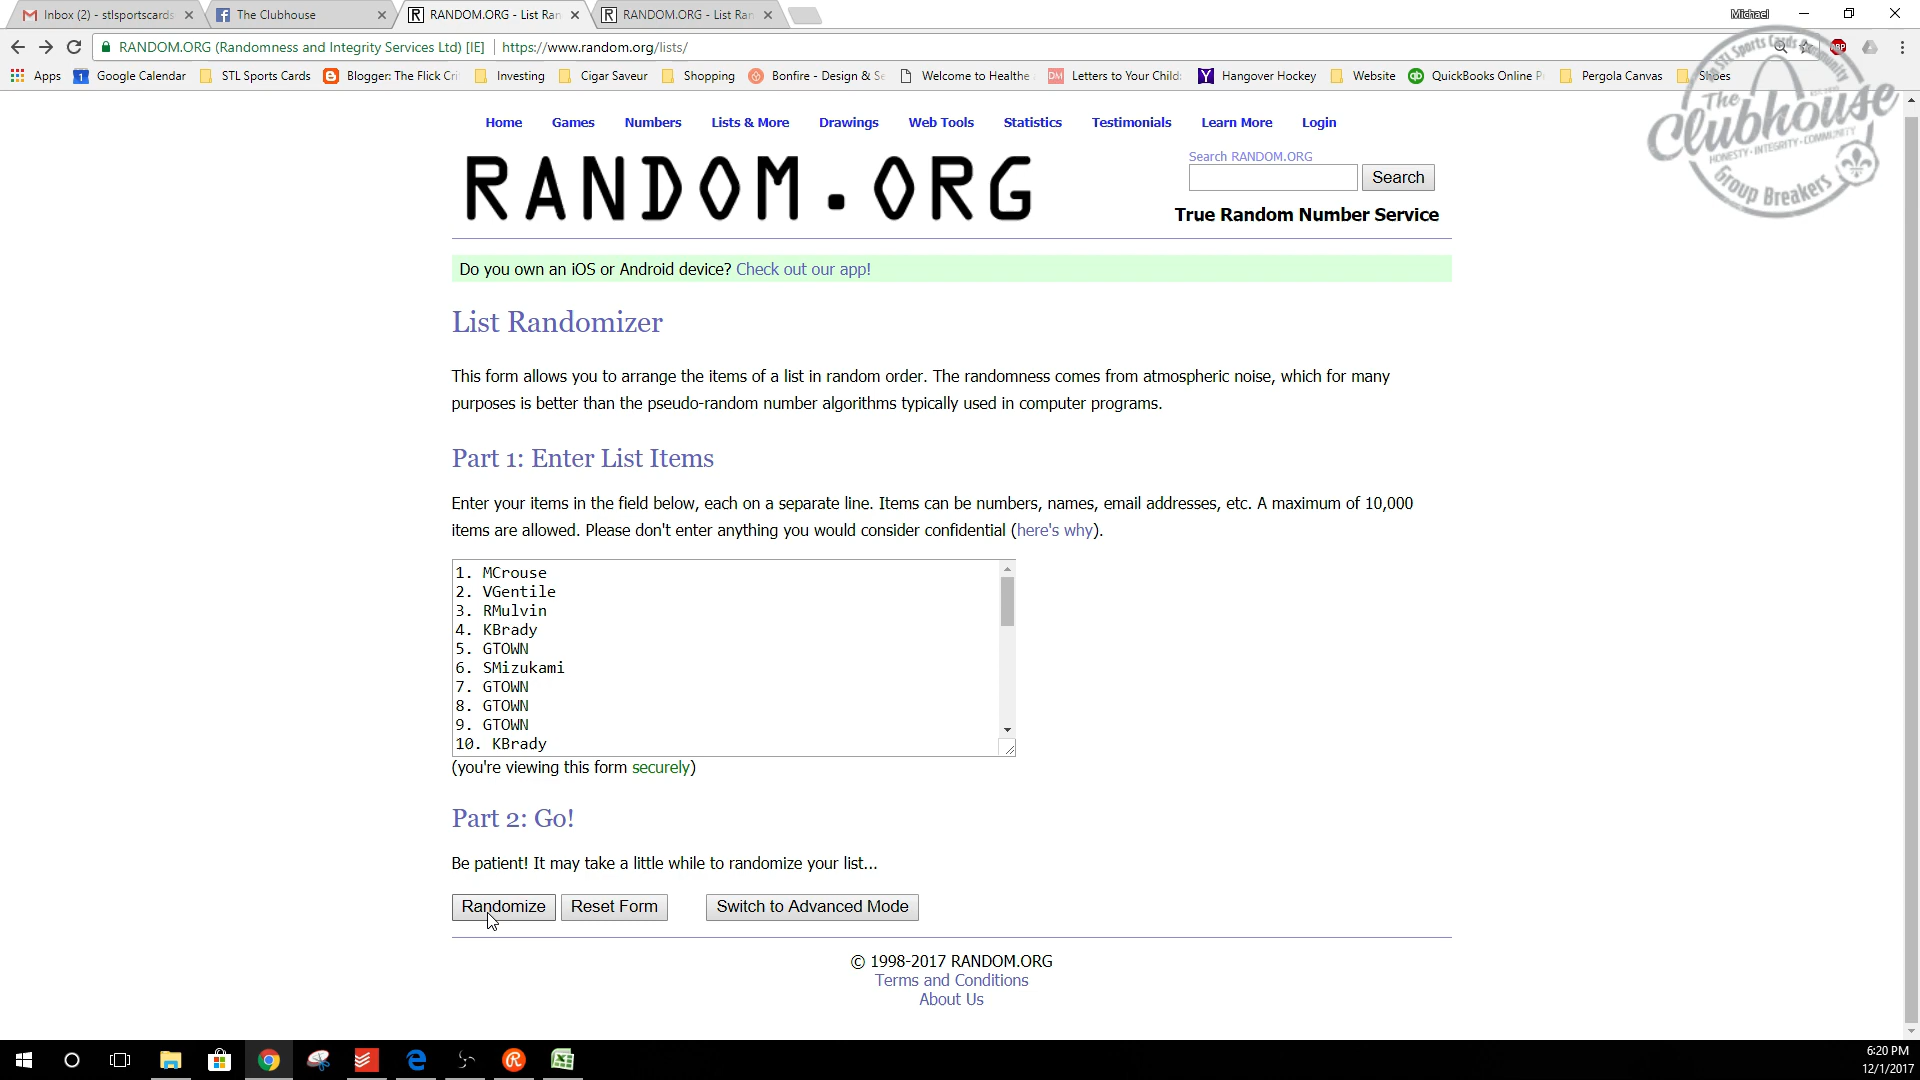 Inbox (2) - stlsportscards
The Clubhouse
RANDOM.ORG - List Ran
RANDOM.ORG - List Ran
Michael
RANDOM.ORG (Randomness and Integrity Services Ltd) [IE]
https://www.random.org/lists/
ABP
Apps
Google Calendar
STL Sports Cards
Blogger: The Flick Cri
Investing
Cigar Saveur
Shopping
Bonfire - Design & Se
Welcome to Healthe
DM Letters to Your Child:
Hangover Hockey
Website
QuickBooks Online P
Pergola Canvas
Shoes
The Clubhouse
HONESTY · INTEGRITY · COMMUNITY
Group Breakers
Home Games Numbers Lists & More Drawings Web Tools Statistics Testimonials Learn More Login
RANDOM.ORG
Search RANDOM.ORG
Search
True Random Number Service
Do you own an iOS or Android device? Check out our app!
List Randomizer
This form allows you to arrange the items of a list in random order. The randomness comes from atmospheric noise, which for many
purposes is better than the pseudo-random number algorithms typically used in computer programs.
Part 1: Enter List Items
Enter your items in the field below, each on a separate line. Items can be numbers, names, email addresses, etc. A maximum of 10,000
items are allowed. Please don't enter anything you would consider confidential (here's why).
1. MCrouse
2. VGentile
3. RMulvin
4. KBrady
5. GTOWN
6. SMizukami
7. GTOWN
8. GTOWN
9. GTOWN
10. KBrady
(you're viewing this form securely)
Part 2: Go!
Be patient! It may take a little while to randomize your list...
Randomize Reset Form Switch to Advanced Mode
© 1998-2017 RANDOM.ORG
Terms and Conditions
About Us
6:20 PM
12/1/2017